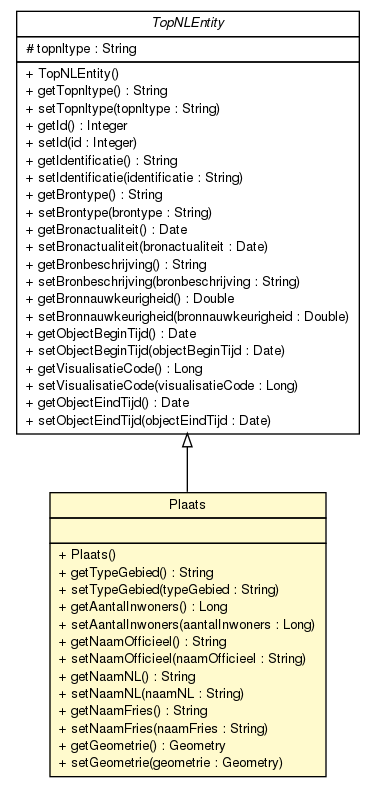 TopNLEntity
# topnltype : String
+ TopNLEntity()
+ getTopnltype() : String
+ setTopnltype(topnltype : String)
+ getId() : Integer
+ setId(id : Integer)
+ getIdentificatie() : String
+ setIdentificatie(identificatie : String)
+ getBrontype() : String
+ setBrontype(brontype : String)
+ getBronactualiteit() : Date
+ setBronactualiteit(bronactualiteit : Date)
+ getBronbeschrijving() : String
+ setBronbeschrijving(bronbeschrijving : String)
+ getBronnauwkeurigheid() : Double
+ setBronnauwkeurigheid(bronnauwkeurigheid : Double)
+ getObjectBeginTijd() : Date
+ setObjectBeginTijd(objectBeginTijd : Date)
+ getVisualisatieCode() : Long
+ setVisualisatieCode(visualisatieCode : Long)
+ getObjectEindTijd() : Date
+ setObjectEindTijd(objectEindTijd : Date)
Plaats
+ Plaats()
+ getTypeGebied() : String
+ setTypeGebied(typeGebied : String)
+ getAantalInwoners() : Long
+ setAantalInwoners(aantalInwoners : Long)
+ getNaamOfficieel() : String
+ setNaamOfficieel(naamOfficieel : String)
+ getNaamNL() : String
+ setNaamNL(naamNL : String)
+ getNaamFries() : String
+ setNaamFries(naamFries : String)
+ getGeometrie() : Geometry
+ setGeometrie(geometrie : Geometry)